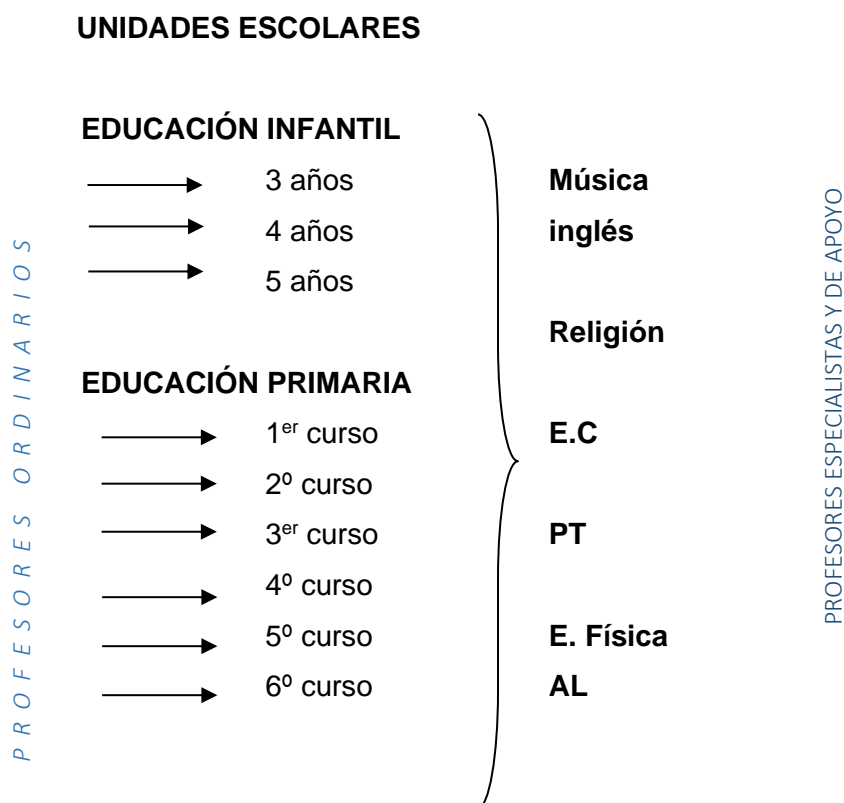 UNIDADES ESCOLARES
PROFESORES ORDINARIOS
EDUCACIÓN INFANTIL
3 años
4 años
5 años
EDUCACIÓN PRIMARIA
1er curso
2º curso
3er curso
4º curso
5º curso
6º curso
Música
inglés
Religión
E.C
PT
E. Física
AL
PROFESORES ESPECIALISTAS Y DE APOYO